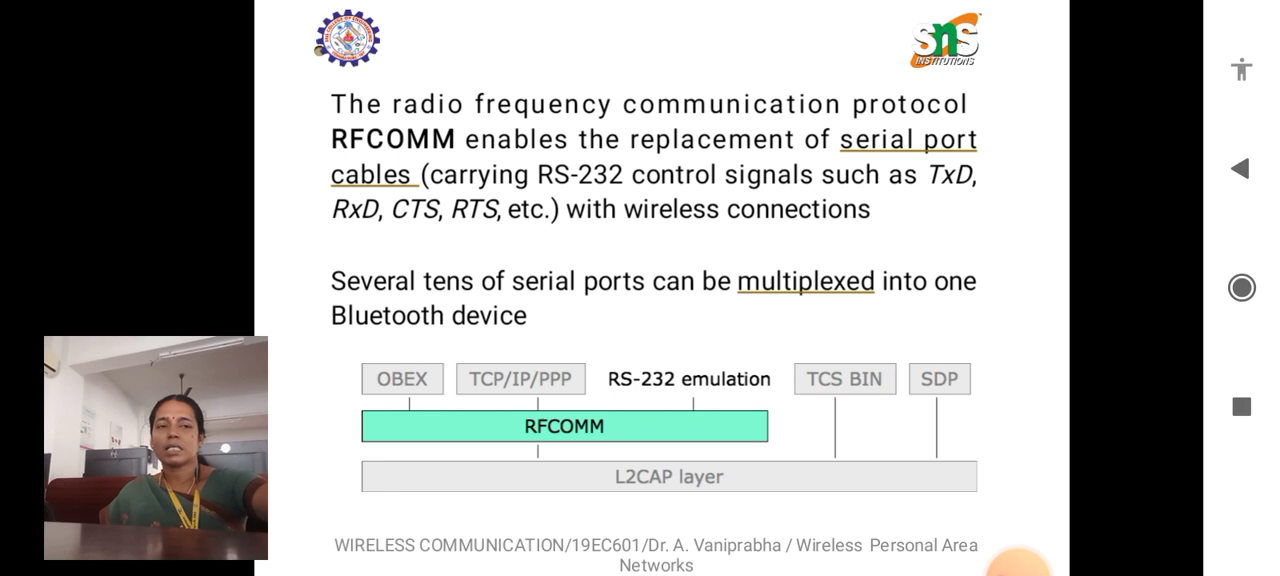 SNS
INSTITUTIONS
The radio frequency communication protocol
RFCOMM enables the replacement of serial port
cables (carrying RS-232 control signals such as TxD,
RxD, CTS, RTS, etc.) with wireless connections
Several tens of serial ports can be multiplexed into one
Bluetooth device
OBEX TCP/IP/PPP RS-232 emulation TCS BIN SDP
RFCOMM
L2CAP layer
WIRELESS COMMUNICATION/19EC601/Dr. A. Vaniprabha / Wireless Personal Area
Networks